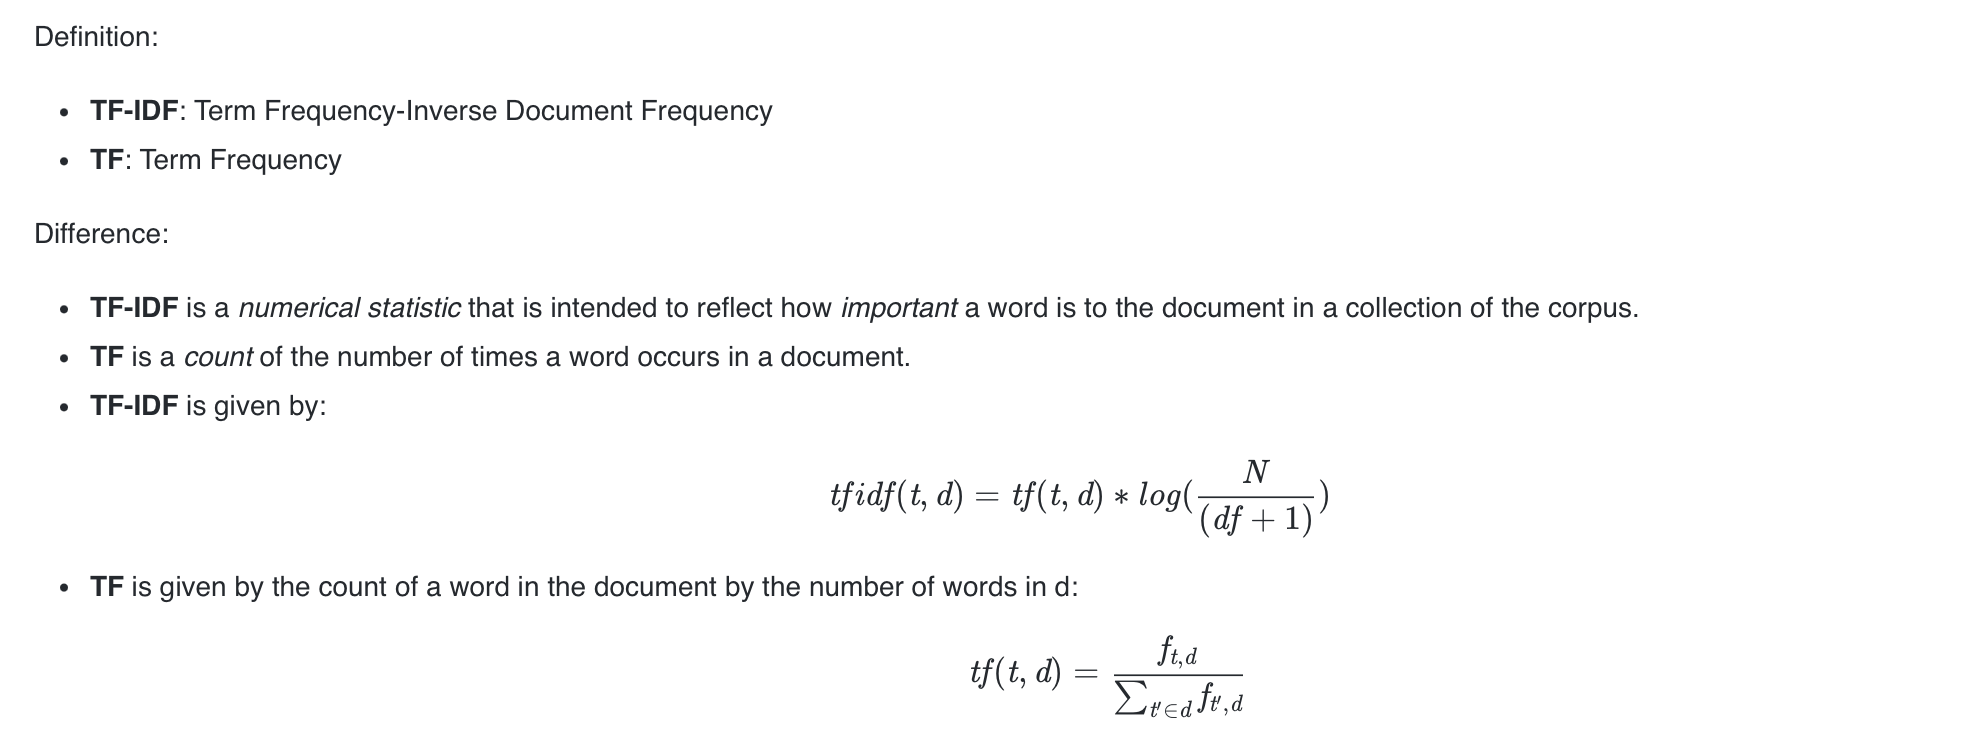 Definition:
• TF-IDF: Term Frequency-Inverse Document Frequency
• TF: Term Frequency
Difference:
• TF-IDF is a numerical statistic that is intended to reflect how important a word is to the document in a collection of the corpus.
• TF is a count of the number of times a word occurs in a document.
• TF-IDF is given by:
tfidf(t, d) = tf(t, d) ∗ log(\frac{N}{(df + 1)})
• TF is given by the count of a word in the document by the number of words in d:
tf(t, d) = \frac{f_{t,d}}{\sum_{t' \in d} f_{t',d}}